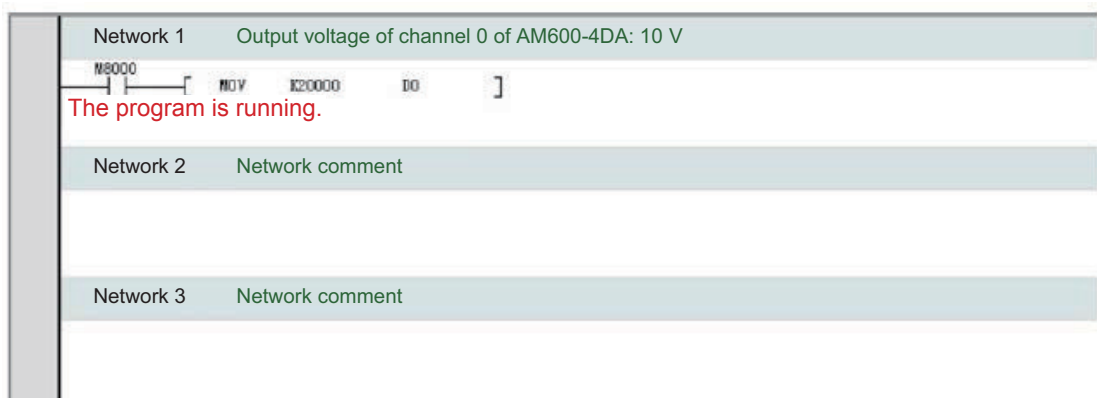 Network 1 Output voltage of channel 0 of AM600-4DA: 10 V
M8000
MOV K20000 D0
The program is running.
Network 2 Network comment
Network 3 Network comment